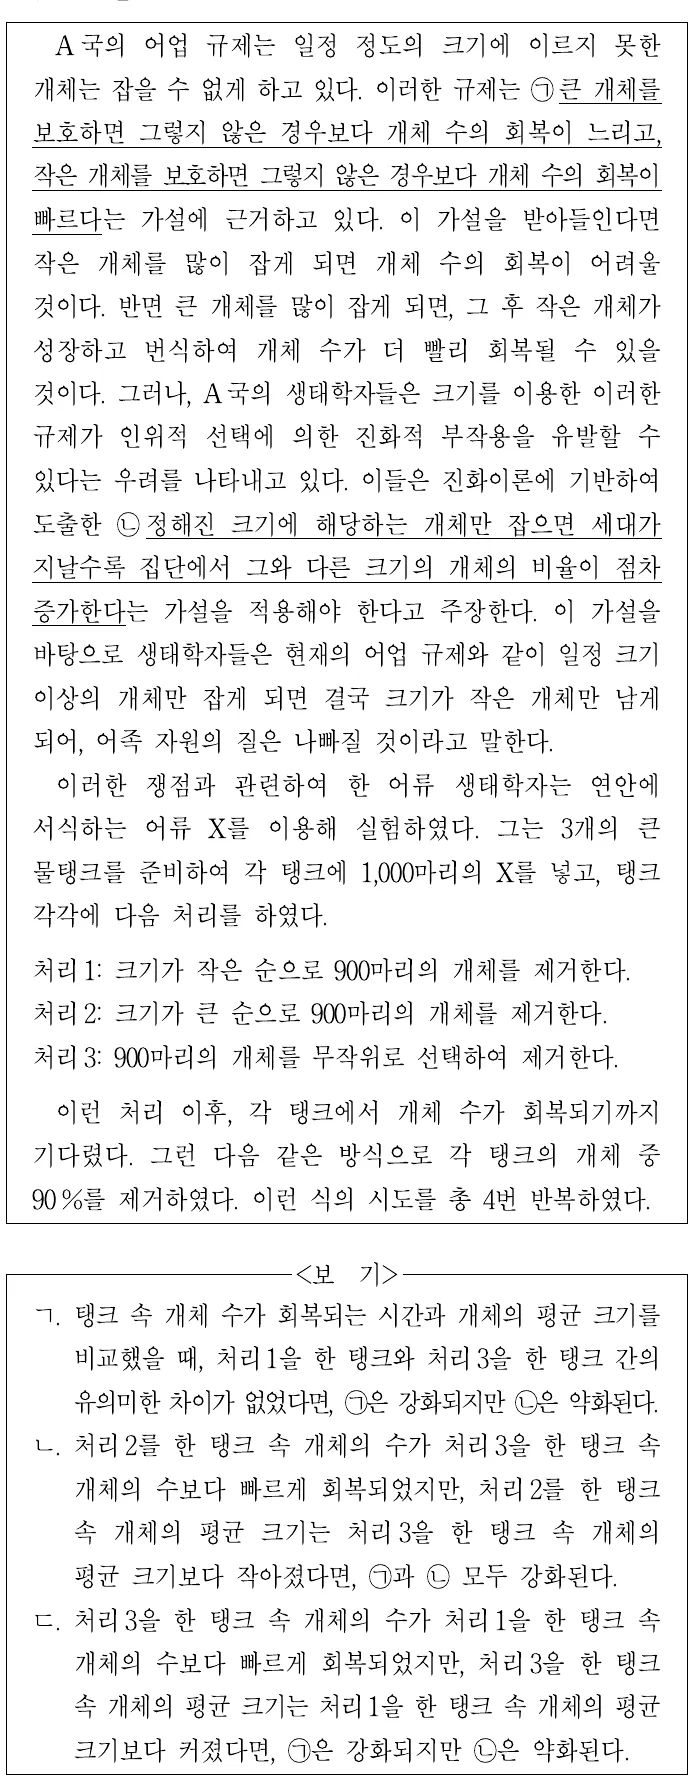 A국의 어업 규제는 일정 정도의 크기에 이르지 못한
개체는 잡을 수 없게 하고 있다. 이러한 규제는 ㉠큰 개체를
보호하면 그렇지 않은 경우보다 개체 수의 회복이 느리고,
작은 개체를 보호하면 그렇지 않은 경우보다 개체 수의 회복이
빠르다는 가설에 근거하고 있다. 이 가설을 받아들인다면
작은 개체를 많이 잡게 되면 개체 수의 회복이 어려울
것이다. 반면 큰 개체를 많이 잡게 되면, 그 후 작은 개체가
성장하고 번식하여 개체 수가 더 빨리 회복될 수 있을
것이다. 그러나, A국의 생태학자들은 크기를 이용한 이러한
규제가 인위적 선택에 의한 진화적 부작용을 유발할 수
있다는 우려를 나타내고 있다. 이들은 진화이론에 기반하여
도출한 ㉡정해진 크기에 해당하는 개체만 잡으면 세대가
지날수록 집단에서 그와 다른 크기의 개체의 비율이 점차
증가한다는 가설을 적용해야 한다고 주장한다. 이 가설을
바탕으로 생태학자들은 현재의 어업 규제와 같이 일정 크기
이상의 개체만 잡게 되면 결국 크기가 작은 개체만 남게
되어, 어족 자원의 질은 나빠질 것이라고 말한다.
이러한 쟁점과 관련하여 한 어류 생태학자는 연안에
서식하는 어류 X를 이용해 실험하였다. 그는 3개의 큰
물탱크를 준비하여 각 탱크에 1,000마리의 X를 넣고, 탱크
각각에 다음 처리를 하였다.
처리1: 크기가 작은 순으로 900마리의 개체를 제거한다.
처리2: 크기가 큰 순으로 900마리의 개체를 제거한다.
처리3: 900마리의 개체를 무작위로 선택하여 제거한다.
이런 처리 이후, 각 탱크에서 개체 수가 회복되기까지
기다렸다. 그런 다음 같은 방식으로 각 탱크의 개체 중
90%를 제거하였다. 이런 식의 시도를 총 4번 반복하였다.
<보 기>
ㄱ. 탱크 속 개체 수가 회복되는 시간과 개체의 평균 크기를
비교했을 때, 처리1을 한 탱크와 처리3을 한 탱크 간의
유의미한 차이가 없었다면, ㉠은 강화되지만 ㉡은 약화된다.
ㄴ. 처리2를 한 탱크 속 개체의 수가 처리3을 한 탱크 속
개체의 수보다 빠르게 회복되었지만, 처리2를 한 탱크
속 개체의 평균 크기는 처리3을 한 탱크 속 개체의
평균 크기보다 작아졌다면, ㉠과 ㉡ 모두 강화된다.
ㄷ. 처리3을 한 탱크 속 개체의 수가 처리1을 한 탱크 속
개체의 수보다 빠르게 회복되었지만, 처리3을 한 탱크
속 개체의 평균 크기는 처리1을 한 탱크 속 개체의 평균
크기보다 커졌다면, ㉠은 강화되지만 ㉡은 약화된다.